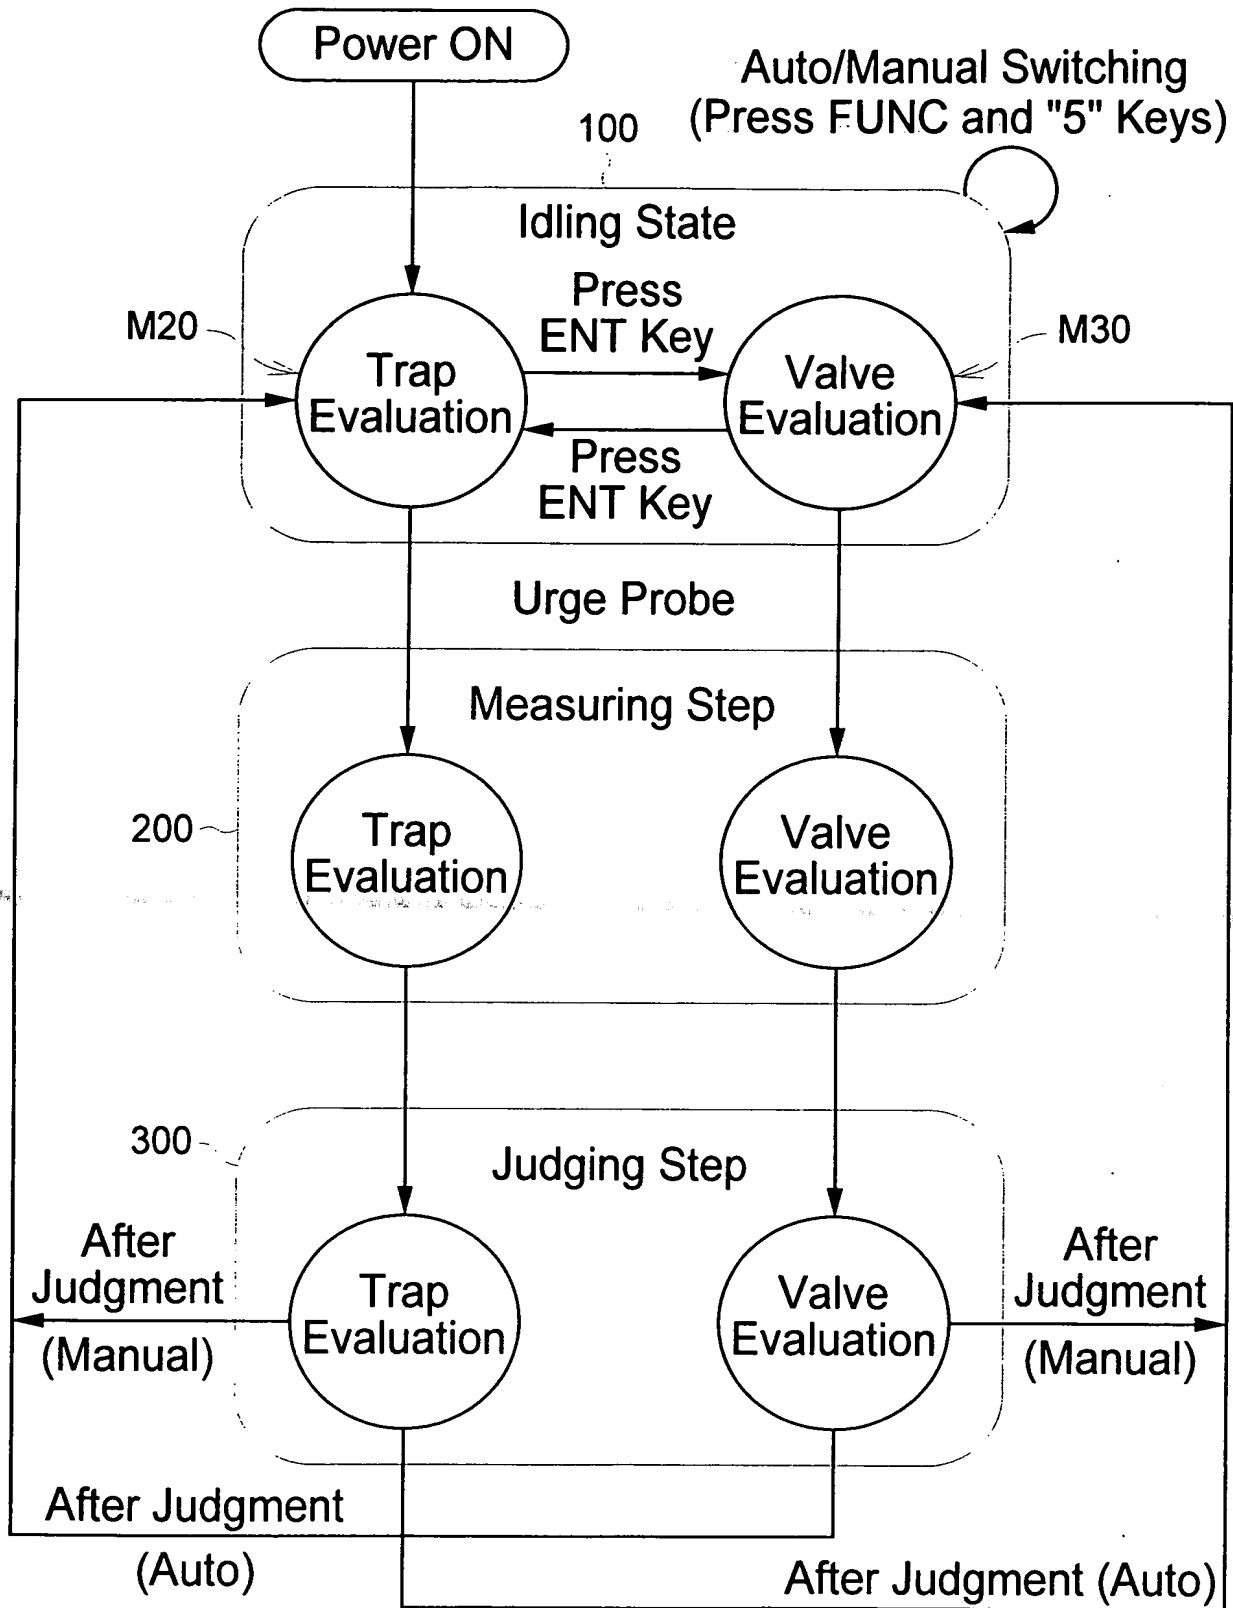 Power ON
Auto/Manual Switching
(Press FUNC and "5" Keys)
100
Idling State
Press
ENT Key
M20
M30
Trap
Evaluation
Valve
Evaluation
Press
ENT Key
Urge Probe
Measuring Step
200
Trap
Evaluation
Valve
Evaluation
300
Judging Step
After
Judgment
(Manual)
Trap
Evaluation
Valve
Evaluation
After
Judgment
(Manual)
After Judgment
(Auto)
After Judgment (Auto)